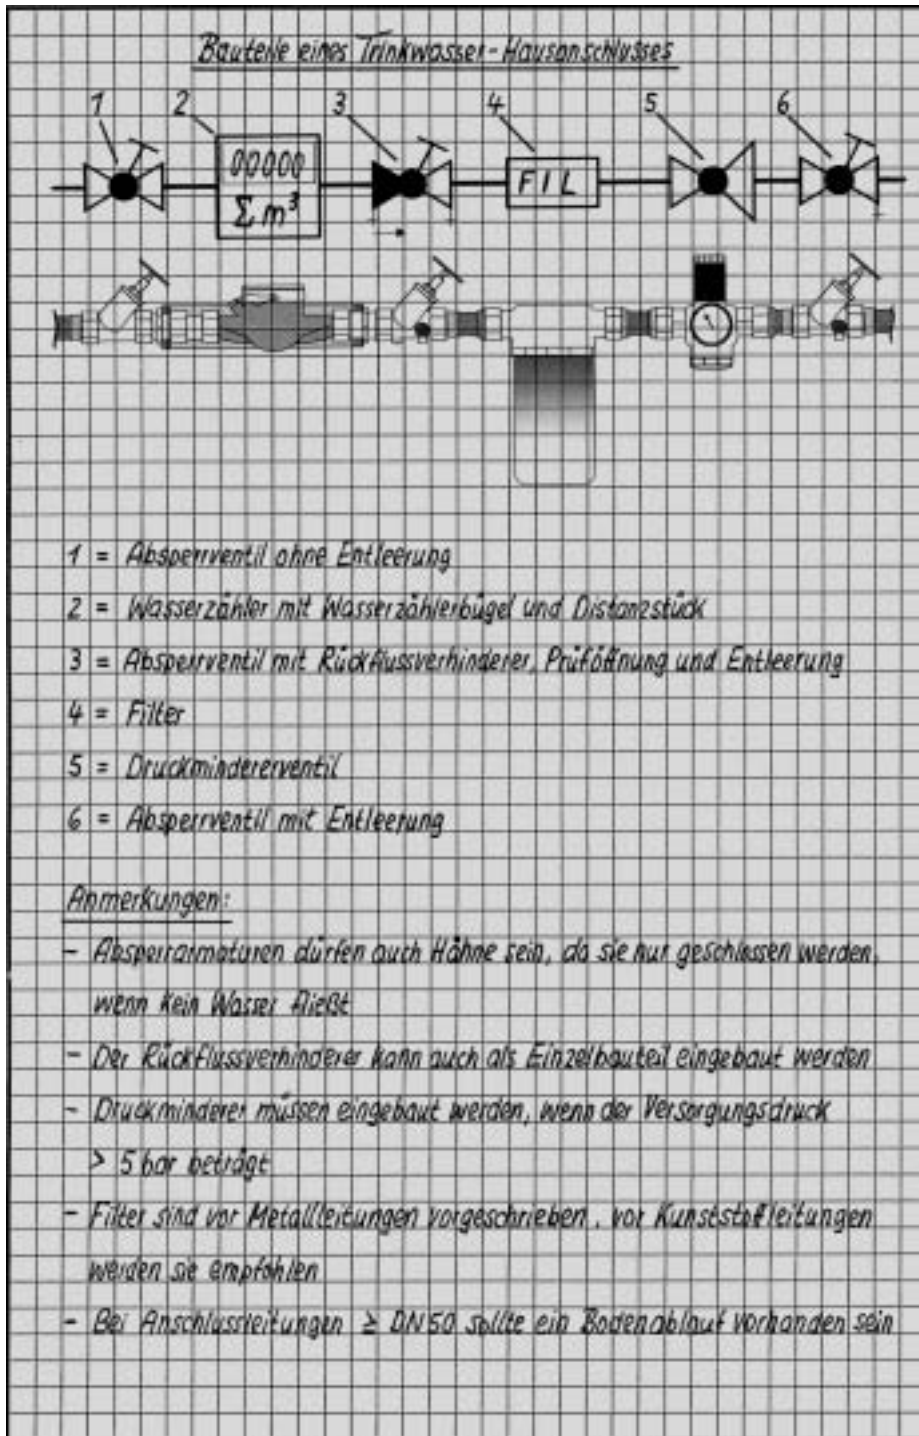 Bauteile eines Trinkwasser-Hausanschlusses
1 2 3 4 5 6
00000
Σ m³
FIL
1 = Absperrventil ohne Entleerung
2 = Wasserzähler mit Wasserzählerbügel und Distanzstück
3 = Absperrventil mit Rückflussverhinderer, Prüföffnung und Entleerung
4 = Filter
5 = Druckmindererventil
6 = Absperrventil mit Entleerung
Anmerkungen:
- Absperrarmaturen dürfen auch Hähne sein, da sie nur geschlossen werden,
wenn kein Wasser fließt
- Der Rückflussverhinderer kann auch als Einzelbauteil eingebaut werden
- Druckminderer müssen eingebaut werden, wenn der Versorgungsdruck
> 5 bar beträgt
- Filter sind vor Metallleitungen vorgeschrieben, vor Kunststoffleitungen
werden sie empfohlen
- Bei Anschlussleitungen ≥ DN50 sollte ein Bodenablauf vorhanden sein